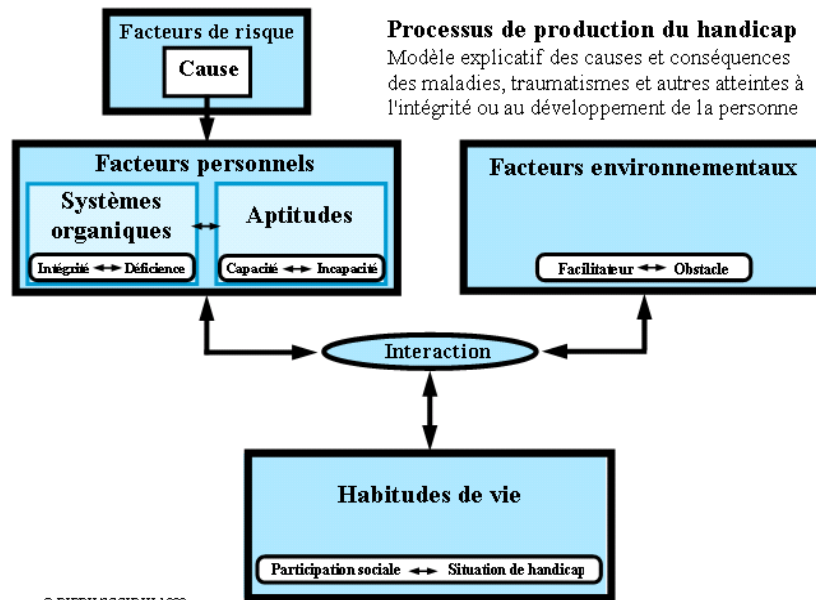 Processus de production du handicap
Modèle explicatif des causes et conséquences
des maladies, traumatismes et autres atteintes à
l'intégrité ou au développement de la personne
Facteurs de risque
Cause
Facteurs personnels
Systèmes
organiques
Intégrité Déficience
Aptitudes
Capacité Incapacité
Facteurs environnementaux
Facilitateur Obstacle
Interaction
Habitudes de vie
Participation sociale Situation de handicap